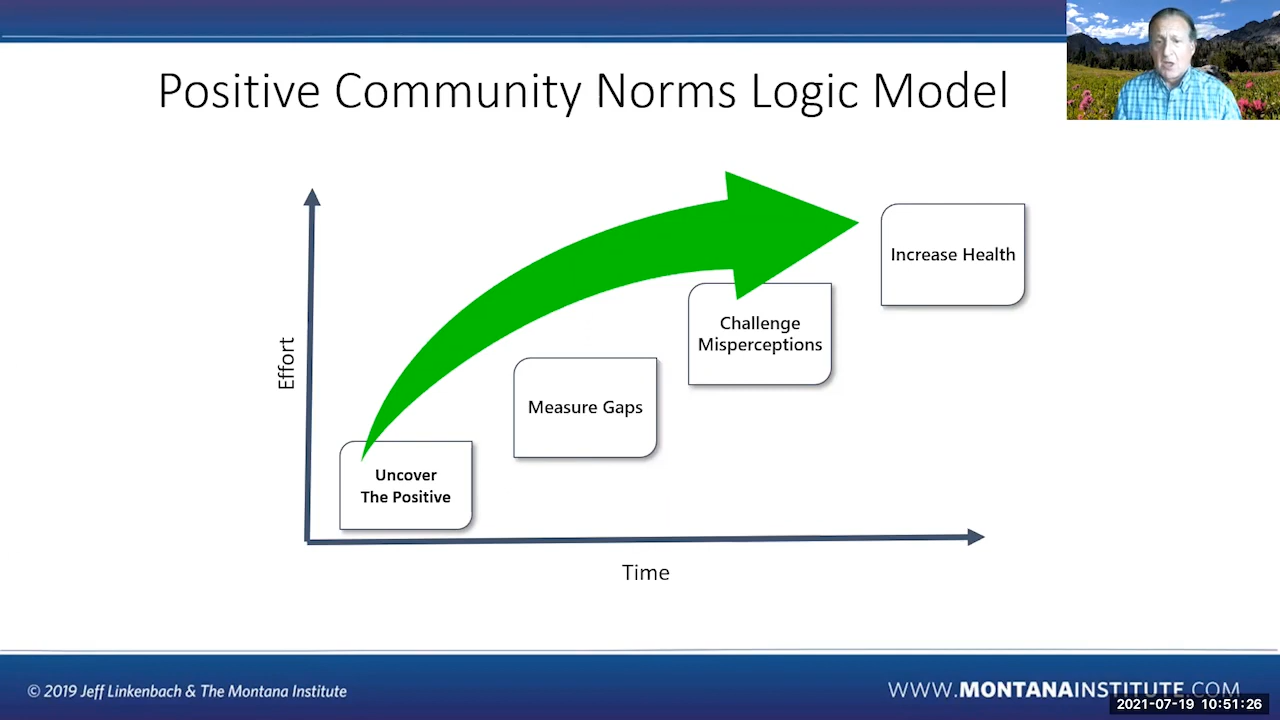 Positive Community Norms Logic Model
Effort
Increase Health
Challenge
Misperceptions
Measure Gaps
Uncover
The Positive
Time
© 2019 Jeff Linkenbach & The Montana Institute
WWW.MONTANAINSTITUTE.COM
2021-07-19 10:51:26